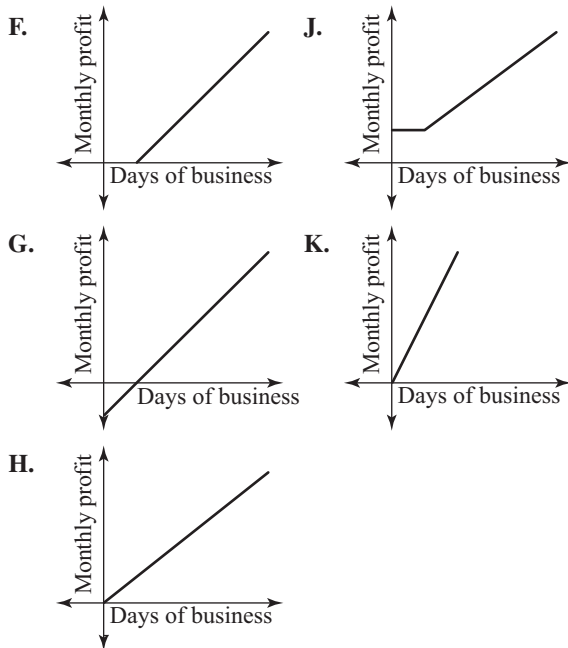 F.
Monthly profit
Days of business
G.
Monthly profit
Days of business
H.
Monthly profit
Days of business
J.
Monthly profit
Days of business
K.
Monthly profit
Days of business